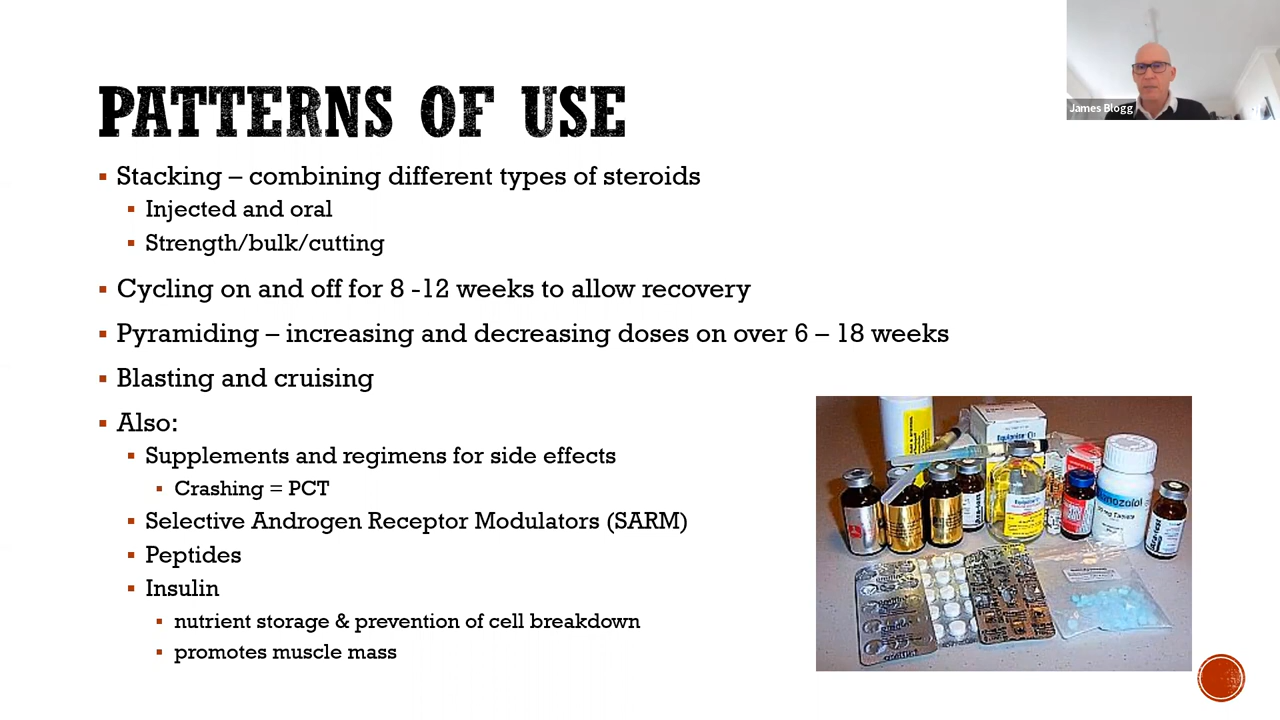 James Blogg
PATTERNS OF USE
Stacking – combining different types of steroids
Injected and oral
Strength/bulk/cutting
Cycling on and off for 8 -12 weeks to allow recovery
Pyramiding – increasing and decreasing doses on over 6 – 18 weeks
Blasting and cruising
Also:
Supplements and regimens for side effects
Crashing = PCT
Selective Androgen Receptor Modulators (SARM)
Peptides
Insulin
nutrient storage & prevention of cell breakdown
promotes muscle mass